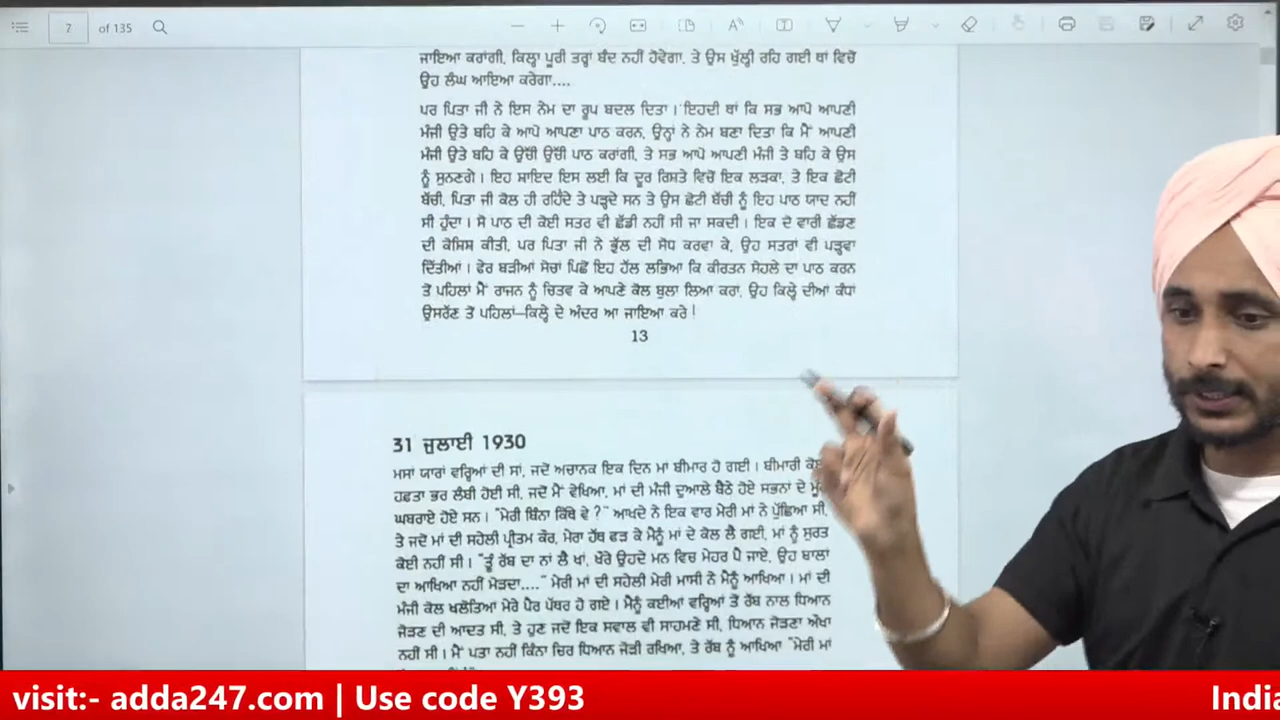 7 of 135
ਜਾਇਆ ਕਰਾਂਗੀ, ਕਿਲ੍ਹਾ ਪੂਰੀ ਤਰ੍ਹਾਂ ਬੰਦ ਨਹੀਂ ਹੋਵੇਗਾ, ਤੇ ਉਸ ਖੁੱਲ੍ਹੀ ਰਹਿ ਗਈ ਥਾਂ ਵਿਚੋਂ
ਉਹ ਲੰਘ ਆਇਆ ਕਰੇਗਾ....
ਪਰ ਪਿਤਾ ਜੀ ਨੇ ਇਸ ਨੇਮ ਦਾ ਰੂਪ ਬਦਲ ਦਿਤਾ। ਇਹਦੀ ਥਾਂ ਕਿ ਸਭ ਆਪੋ ਆਪਣੀ
ਮੰਜੀ ਉਤੇ ਬਹਿ ਕੇ ਆਪੋ ਆਪਣਾ ਪਾਠ ਕਰਨ, ਉਨ੍ਹਾਂ ਨੇ ਨੇਮ ਬਣਾ ਦਿਤਾ ਕਿ ਮੈਂ ਆਪਣੀ
ਮੰਜੀ ਉਤੇ ਬਹਿ ਕੇ ਉੱਚੀ ਉੱਚੀ ਪਾਠ ਕਰਾਂਗੀ, ਤੇ ਸਭ ਆਪੋ ਆਪਣੀ ਮੰਜੀ ਤੇ ਬਹਿ ਕੇ ਉਸ
ਨੂੰ ਸੁਨਣਗੇ। ਇਹ ਸ਼ਾਇਦ ਇਸ ਲਈ ਕਿ ਦੂਰ ਰਿਸ਼ਤੇ ਵਿਚੋਂ ਇਕ ਲੜਕਾ, ਤੇ ਇਕ ਛੋਟੀ
ਬੱਚੀ, ਪਿਤਾ ਜੀ ਕੋਲ ਹੀ ਰਹਿੰਦੇ ਤੇ ਪੜ੍ਹਦੇ ਸਨ ਤੇ ਉਸ ਛੋਟੀ ਬੱਚੀ ਨੂੰ ਇਹ ਪਾਠ ਯਾਦ ਨਹੀਂ
ਸੀ ਹੁੰਦਾ। ਸੋ ਪਾਠ ਦੀ ਕੋਈ ਸਤਰ ਵੀ ਛੱਡੀ ਨਹੀਂ ਸੀ ਜਾ ਸਕਦੀ। ਇਕ ਦੋ ਵਾਰੀ ਛੱਡਣ
ਦੀ ਕੋਸ਼ਿਸ਼ ਕੀਤੀ, ਪਰ ਪਿਤਾ ਜੀ ਨੇ ਭੁੱਲ ਦੀ ਸੋਧ ਕਰਵਾ ਕੇ, ਉਹ ਸਤਰਾਂ ਵੀ ਪੜ੍ਹਵਾ
ਦਿੱਤੀਆਂ। ਫੇਰ ਬੜੀਆਂ ਸੋਚਾਂ ਪਿਛੋਂ ਇਹ ਹੱਲ ਲਭਿਆ ਕਿ ਕੀਰਤਨ ਸੋਹਲੇ ਦਾ ਪਾਠ ਕਰਨ
ਤੋਂ ਪਹਿਲਾਂ ਮੈਂ ਰਾਜਨ ਨੂੰ ਚਿਤਵ ਕੇ ਆਪਣੇ ਕੋਲ ਬੁਲਾ ਲਿਆ ਕਰਾਂ, ਉਹ ਕਿਲ੍ਹੇ ਦੀਆਂ ਕੰਧਾਂ
ਉਸਰੱਣ ਤੋਂ ਪਹਿਲਾਂ—ਕਿਲ੍ਹੇ ਦੇ ਅੰਦਰ ਆ ਜਾਇਆ ਕਰੇ!
13
31 ਜੁਲਾਈ 1930
ਮਸਾਂ ਯਾਰਾਂ ਵਰ੍ਹਿਆਂ ਦੀ ਸਾਂ, ਜਦੋਂ ਅਚਾਨਕ ਇਕ ਦਿਨ ਮਾਂ ਬੀਮਾਰ ਹੋ ਗਈ। ਬੀਮਾਰੀ
ਹਫਤਾ ਭਰ ਲੰਬੀ ਹੋਈ ਸੀ, ਜਦੋਂ ਮੈਂ ਵੇਖਿਆ, ਮਾਂ ਦੀ ਮੰਜੀ ਦੁਆਲੇ ਬੈਠੇ ਹੋਏ ਸਭਨਾਂ ਦੇ
ਘਬਰਾਏ ਹੋਏ ਸਨ। "ਮੇਰੀ ਬਿੰਨਾ ਕਿੱਥੇ ਵੇ?" ਆਖਦੇ ਨੇ ਇਕ ਵਾਰ ਮੇਰੀ ਮਾਂ ਨੇ ਪੁੱਛਿਆ ਸੀ,
ਤੇ ਜਦੋਂ ਮਾਂ ਦੀ ਸਹੇਲੀ ਪ੍ਰੀਤਮ ਕੌਰ, ਮੇਰਾ ਹੱਥ ਫੜ ਕੇ ਮੈਨੂੰ ਮਾਂ ਦੇ ਕੋਲ ਲੈ ਗਈ, ਮਾਂ ਨੂੰ ਸੁਰਤ
ਕੋਈ ਨਹੀਂ ਸੀ। "ਤੂੰ ਰੱਬ ਦਾ ਨਾਂ ਲੈ ਖਾਂ, ਖੌਰੇ ਉਹਦੇ ਮਨ ਵਿਚ ਮੇਹਰ ਪੈ ਜਾਏ, ਉਹ ਬਾਲਾਂ
ਦਾ ਆਖਿਆ ਨਹੀਂ ਮੋੜਦਾ...." ਮੇਰੀ ਮਾਂ ਦੀ ਸਹੇਲੀ ਮੇਰੀ ਮਾਸੀ ਨੇ ਮੈਨੂੰ ਆਖਿਆ। ਮਾਂ ਦੀ
ਮੰਜੀ ਕੋਲ ਖਲੋਤਿਆ ਮੇਰੇ ਪੈਰ ਪੱਥਰ ਹੋ ਗਏ। ਮੈਨੂੰ ਕਈਆਂ ਵਰ੍ਹਿਆਂ ਤੋਂ ਰੱਬ ਨਾਲ ਧਿਆਨ
ਜੋੜਣ ਦੀ ਆਦਤ ਸੀ, ਤੇ ਹੁਣ ਜਦੋਂ ਇਕ ਸਵਾਲ ਵੀ ਸਾਹਮਣੇ ਸੀ, ਧਿਆਨ ਜੋੜਣਾ ਔਖਾ
ਨਹੀਂ ਸੀ। ਮੈਂ ਪਤਾ ਨਹੀਂ ਕਿੰਨਾ ਚਿਰ ਧਿਆਨ ਜੋੜੀ ਰਖਿਆ, ਤੇ ਰੱਬ ਨੂੰ ਆਖਿਆ "ਮੇਰੀ ਮਾਂ
visit:- adda247.com | Use code Y393